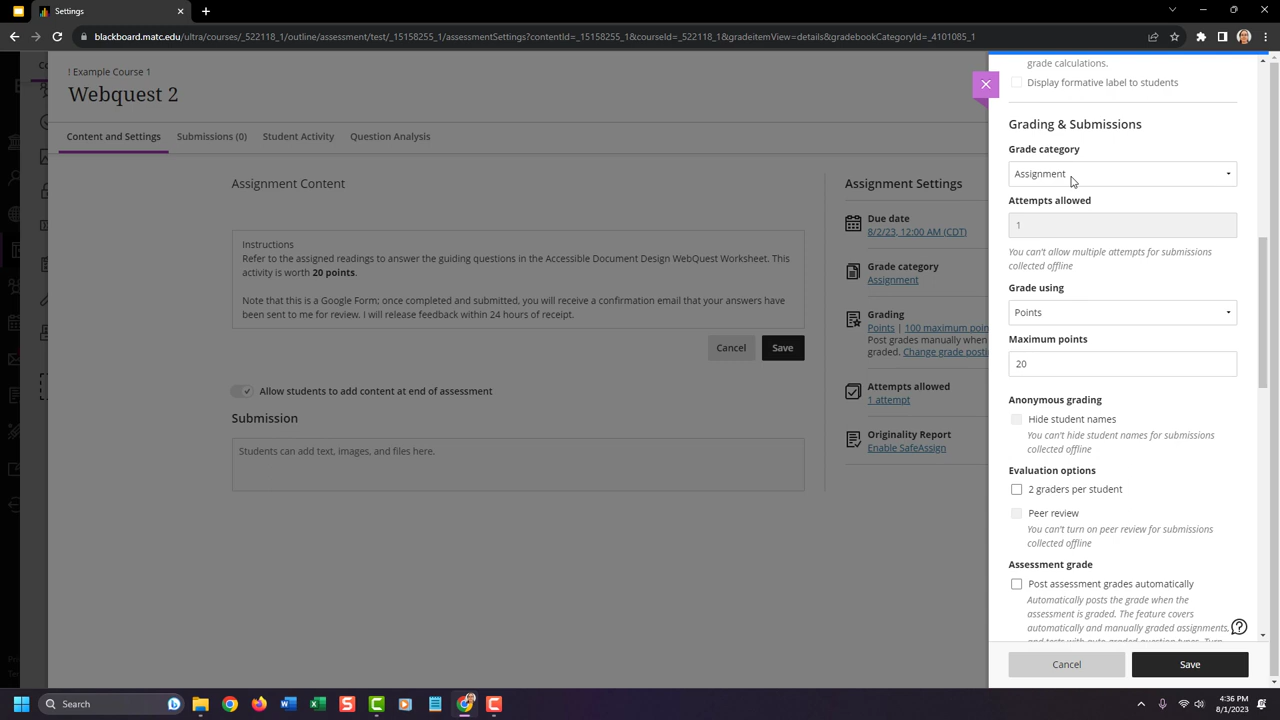 Settings
blackboard.matc.edu/ultra/courses/_522118_1/outline/assessment/test/_15158255_1/assessmentSettings?contentId=_15158255_1&courseId=_522118_1&gradeitemView=details&gradebookCategoryId=_4101085_1
! Example Course 1
Webquest 2
Content and Settings
Submissions (0)
Student Activity
Question Analysis
Assignment Content
Instructions
Refer to the assigned readings to answer the guiding questions in the Accessible Document Design WebQuest Worksheet. This
activity is worth 20 points.
Note that this is a Google Form; once completed and submitted, you will receive a confirmation email that your answers have
been sent to me for review. I will release feedback within 24 hours of receipt.
Cancel
Save
Allow students to add content at end of assessment
Submission
Students can add text, images, and files here.
Assignment Settings
Due date
8/2/23, 12:00 AM (CDT)
Grade category
Assignment
Grading
Points | 100 maximum poin
Post grades manually when
graded. Change grade posti
Attempts allowed
1 attempt
Originality Report
Enable SafeAssign
grade calculations.
Display formative label to students
Grading & Submissions
Grade category
Assignment
Attempts allowed
1
You can't allow multiple attempts for submissions
collected offline
Grade using
Points
Maximum points
20
Anonymous grading
Hide student names
You can't hide student names for submissions
collected offline
Evaluation options
2 graders per student
Peer review
You can't turn on peer review for submissions
collected offline
Assessment grade
Post assessment grades automatically
Automatically posts the grade when the
assessment is graded. The feature covers
automatically and manually graded assignments,
and tests with auto-graded question types. Turn
Cancel
Save
Search
4:36 PM
8/1/2023